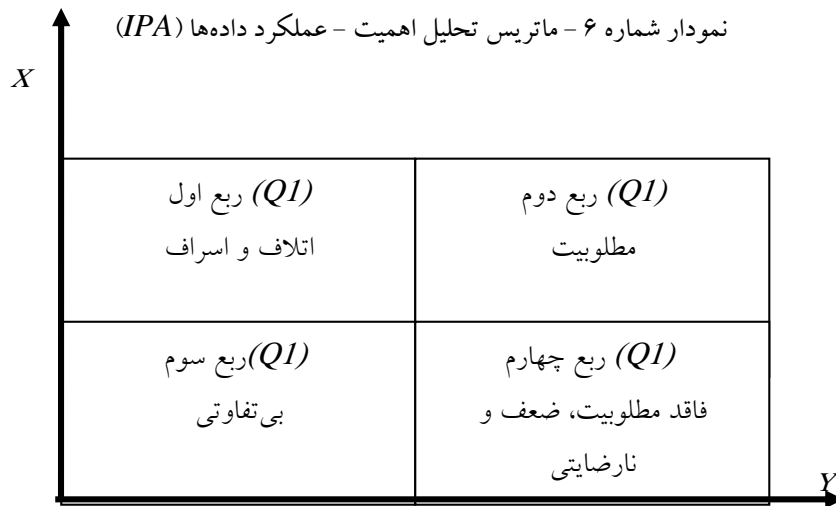 نمودار شماره ۶ – ماتریس تحلیل اهمیت – عملکرد داده‌ها (IPA)
X
(Q1) ربع دوم
مطلوبیت
(Q1) ربع اول
اتلاف و اسراف
(Q1) ربع چهارم
فاقد مطلوبیت، ضعف و
نارضایتی
(Q1)ربع سوم
بی‌تفاوتی
Y